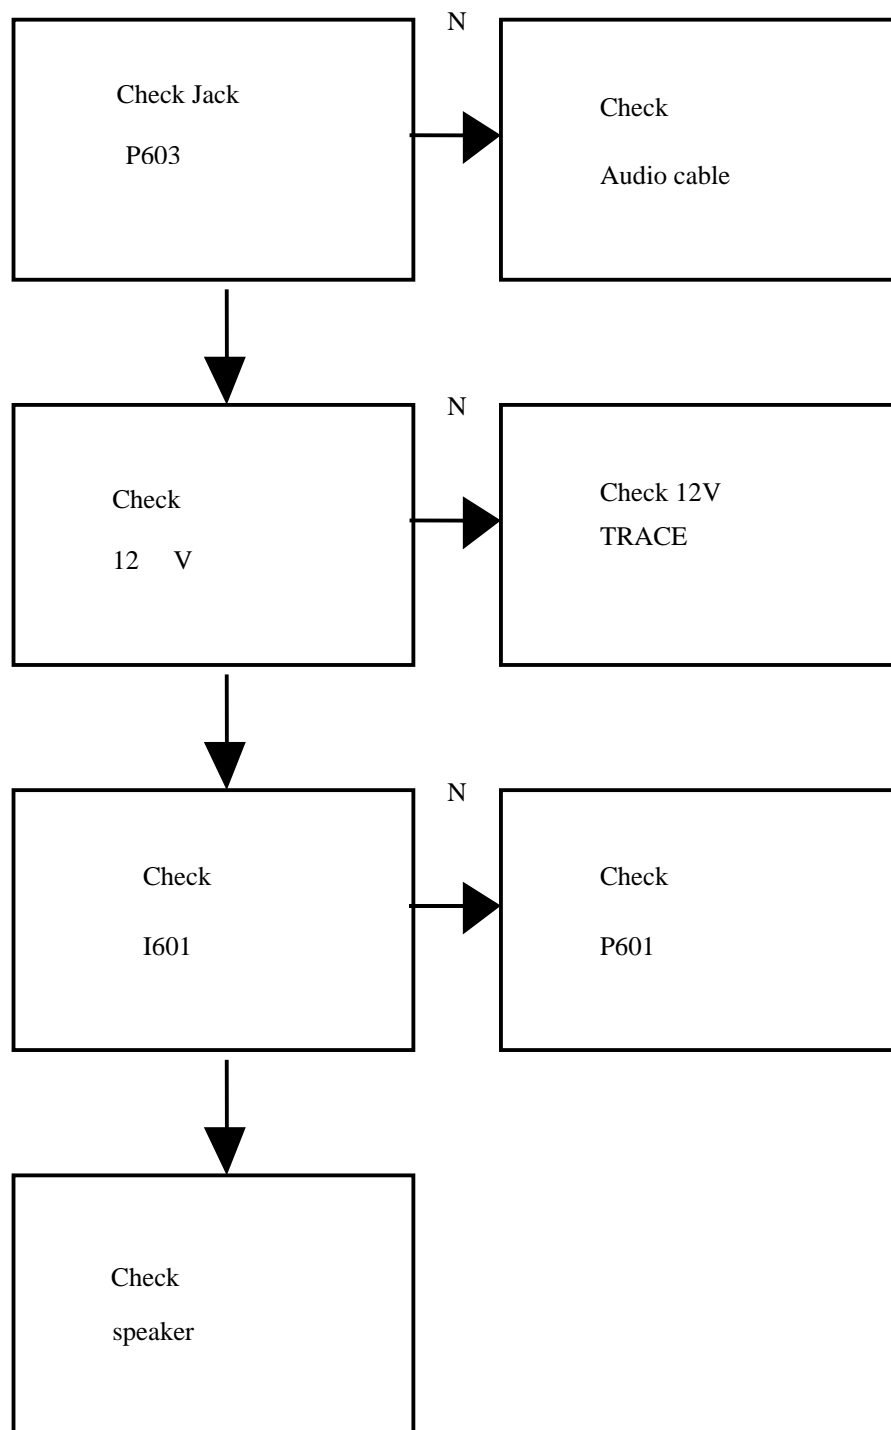 N
Check Jack
P603
Check
Audio cable
N
Check
12 V
Check 12V
TRACE
N
Check
I601
Check
P601
Check
speaker